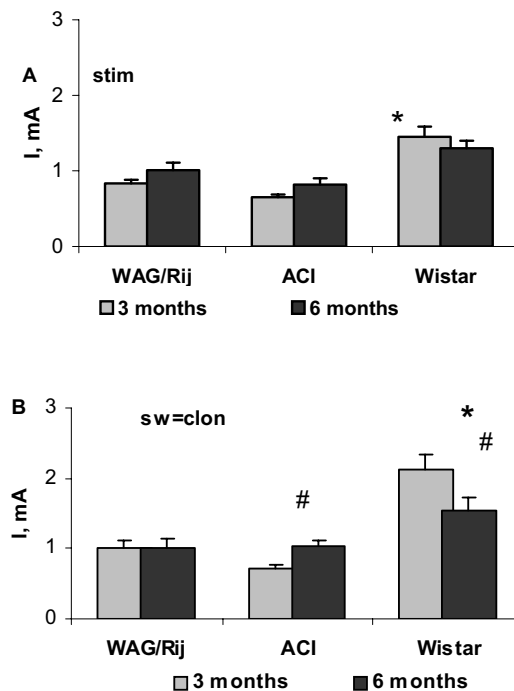 A
stim
3
2
1
0
I, mA
*
WAG/Rij ACI Wistar
3 months 6 months
B
sw=clon
3
2
1
0
I, mA
*
#
#
WAG/Rij ACI Wistar
3 months 6 months